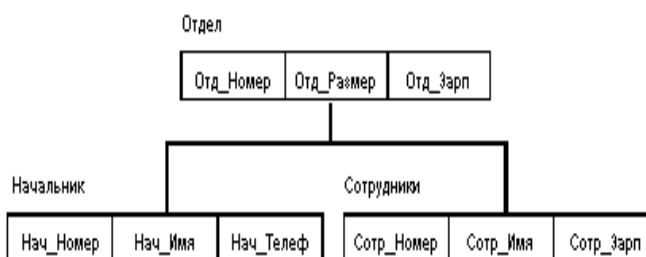 Отдел
Отд_Номер Отд_Размер Отд_Зарп
Начальник Сотрудники
Нач_Номер Нач_Имя Нач_Телеф Сотр_Номер Сотр_Имя Сотр_Зарп